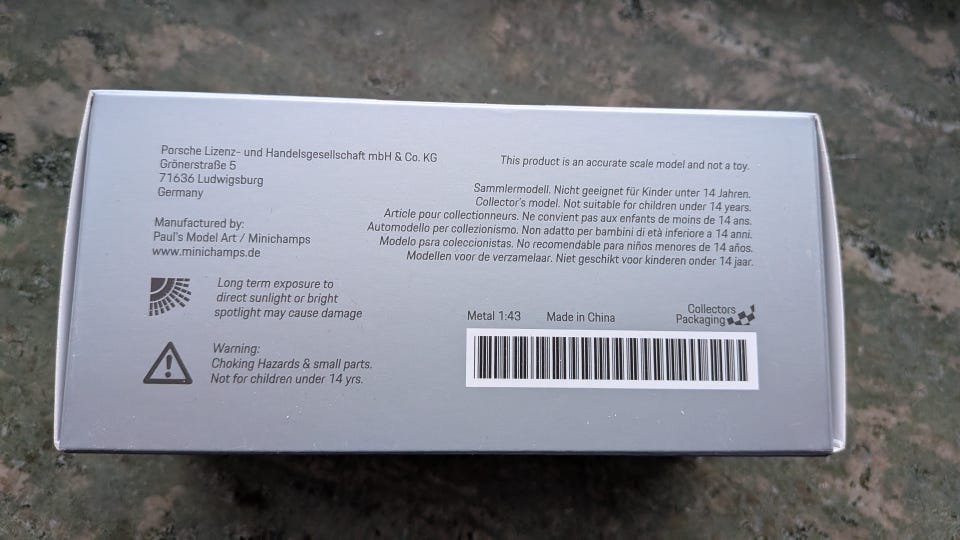 Porsche Lizenz- und Handelsgesellschaft mbH & Co. KG
Grönerstraße 5
71636 Ludwigsburg
Germany
Manufactured by:
Paul's Model Art / Minichamps
www.minichamps.de
Long term exposure to
direct sunlight or bright
spotlight may cause damage
Warning:
Choking Hazards & small parts.
Not for children under 14 yrs.
This product is an accurate scale model and not a toy.
Sammlermodell. Nicht geeignet für Kinder unter 14 Jahren.
Collector's model. Not suitable for children under 14 years.
Article pour collectionneurs. Ne convient pas aux enfants de moins de 14 ans.
Automodello per collezionismo. Non adatto per bambini di età inferiore a 14 anni.
Modelo para coleccionistas. No recomendable para niños menores de 14 años.
Modellen voor de verzamelaar. Niet geschikt voor kinderen onder 14 jaar.
Metal 1:43 Made in China
Collectors
Packaging